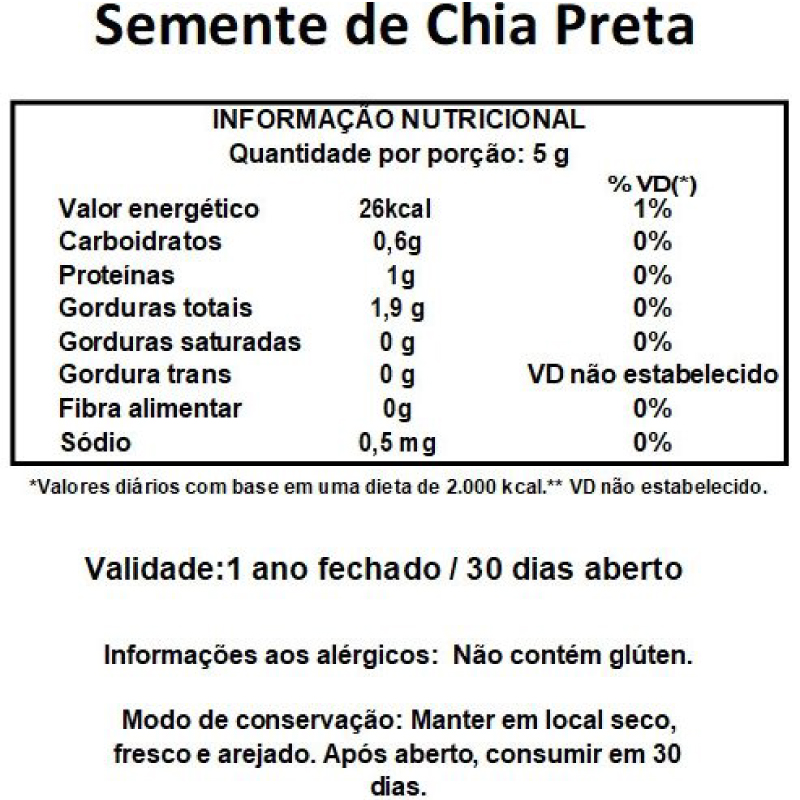 Semente de Chia Preta
INFORMAÇÃO NUTRICIONAL
Quantidade por porção: 5 g
% VD(*)
Valor energético 26kcal 1%
Carboidratos 0,6g 0%
Proteínas 1g 0%
Gorduras totais 1,9 g 0%
Gorduras saturadas 0 g 0%
Gordura trans 0 g VD não estabelecido
Fibra alimentar 0g 0%
Sódio 0,5 mg 0%
*Valores diários com base em uma dieta de 2.000 kcal.** VD não estabelecido.
Validade:1 ano fechado / 30 dias aberto
Informações aos alérgicos: Não contém glúten.
Modo de conservação: Manter em local seco,
fresco e arejado. Após aberto, consumir em 30
dias.